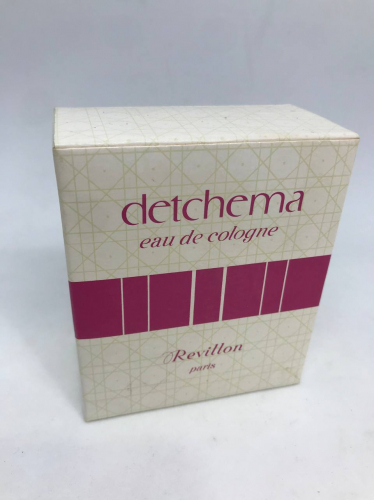 detchema
eau de cologne
Revillon
paris